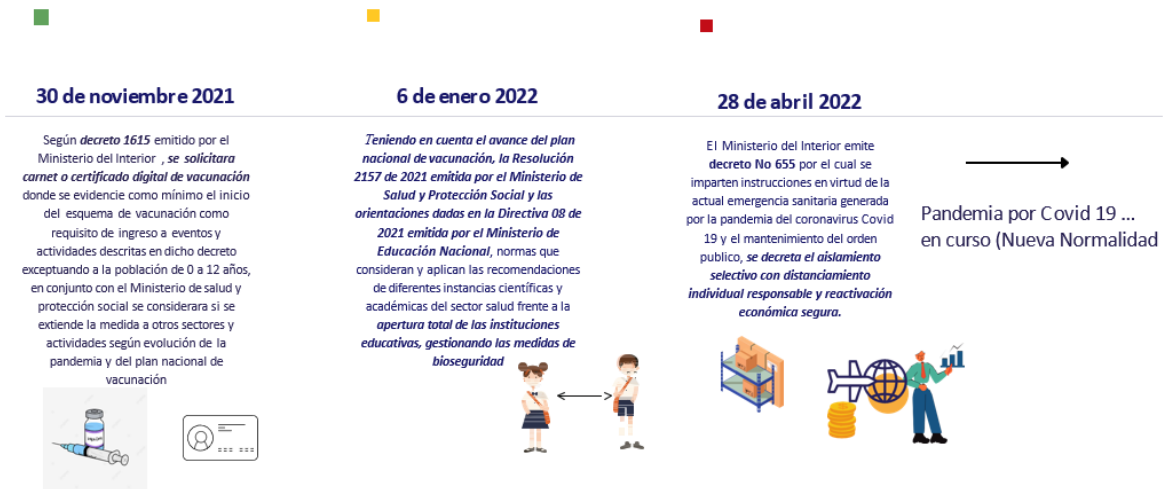 30 de noviembre 2021
Según decreto 1615 emitido por el
Ministerio del Interior , se solicitara
carnet o certificado digital de vacunación
donde se evidencie como mínimo el inicio
del esquema de vacunación como
requisito de ingreso a eventos y
actividades descritas en dicho decreto
exceptuando a la población de 0 a 12 años,
en conjunto con el Ministerio de salud y
protección social se considerara si se
extiende la medida a otros sectores y
actividades según evolución de la
pandemia y del plan nacional de
vacunación
6 de enero 2022
Teniendo en cuenta el avance del plan
nacional de vacunación, la Resolución
2157 de 2021 emitida por el Ministerio de
Salud y Protección Social y las
orientaciones dadas en la Directiva 08 de
2021 emitida por el Ministerio de
Educación Nacional, normas que
consideran y aplican las recomendaciones
de diferentes instancias científicas y
académicas del sector salud frente a la
apertura total de las instituciones
educativas, gestionando las medidas de
bioseguridad
28 de abril 2022
El Ministerio del Interior emite
decreto No 655 por el cual se
imparten instrucciones en virtud de la
actual emergencia sanitaria generada
por la pandemia del coronavirus Covid
19 y el mantenimiento del orden
publico, se decreta el aislamiento
selectivo con distanciamiento
individual responsable y reactivación
económica segura.
Pandemia por Covid 19 ...
en curso (Nueva Normalidad